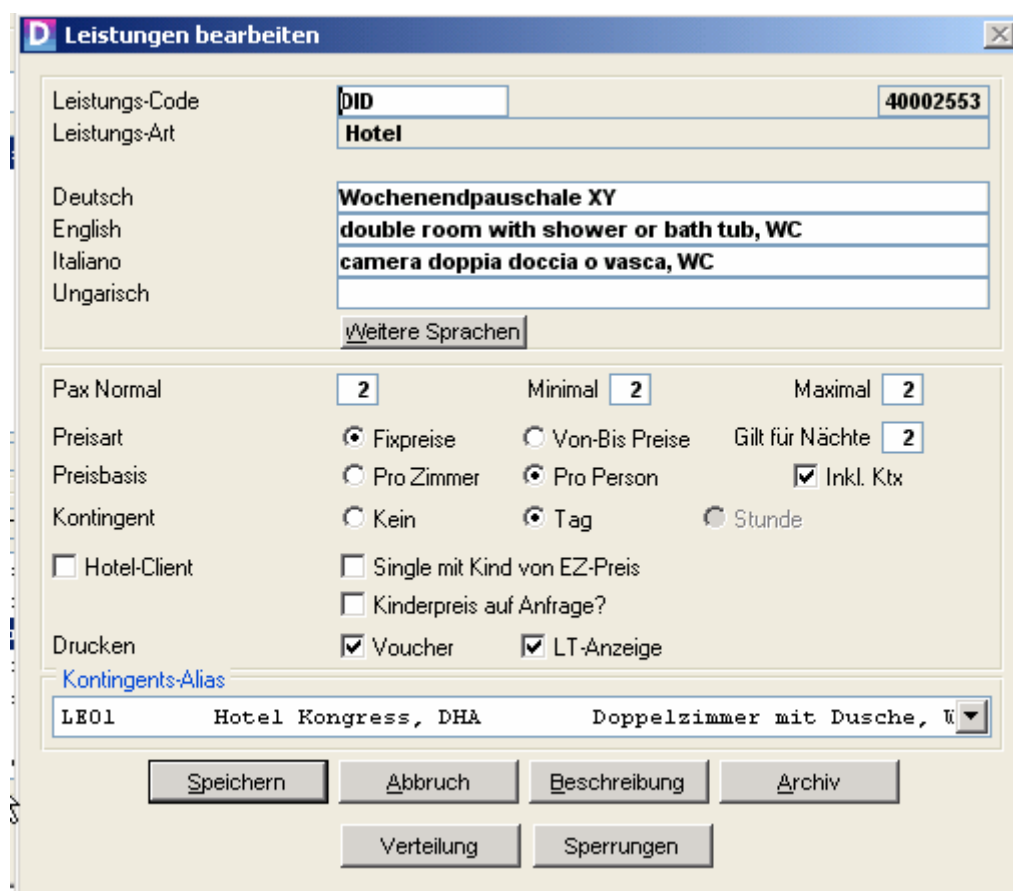 D Leistungen bearbeiten
Leistungs-Code DID 40002553
Leistungs-Art Hotel
Deutsch Wochenendpauschale XY
English double room with shower or bath tub, WC
Italiano camera doppia doccia o vasca, WC
Ungarisch
Weitere Sprachen
Pax Normal 2 Minimal 2 Maximal 2
Preisart Fixpreise Von-Bis Preise Gilt für Nächte 2
Preisbasis Pro Zimmer Pro Person Inkl. Ktx
Kontingent Kein Tag Stunde
Hotel-Client Single mit Kind von EZ-Preis
Kinderpreis auf Anfrage?
Drucken Voucher LT-Anzeige
Kontingents-Alias
LE01 Hotel Kongress, DHA Doppelzimmer mit Dusche,
Speichern Abbruch Beschreibung Archiv
Verteilung Sperrungen